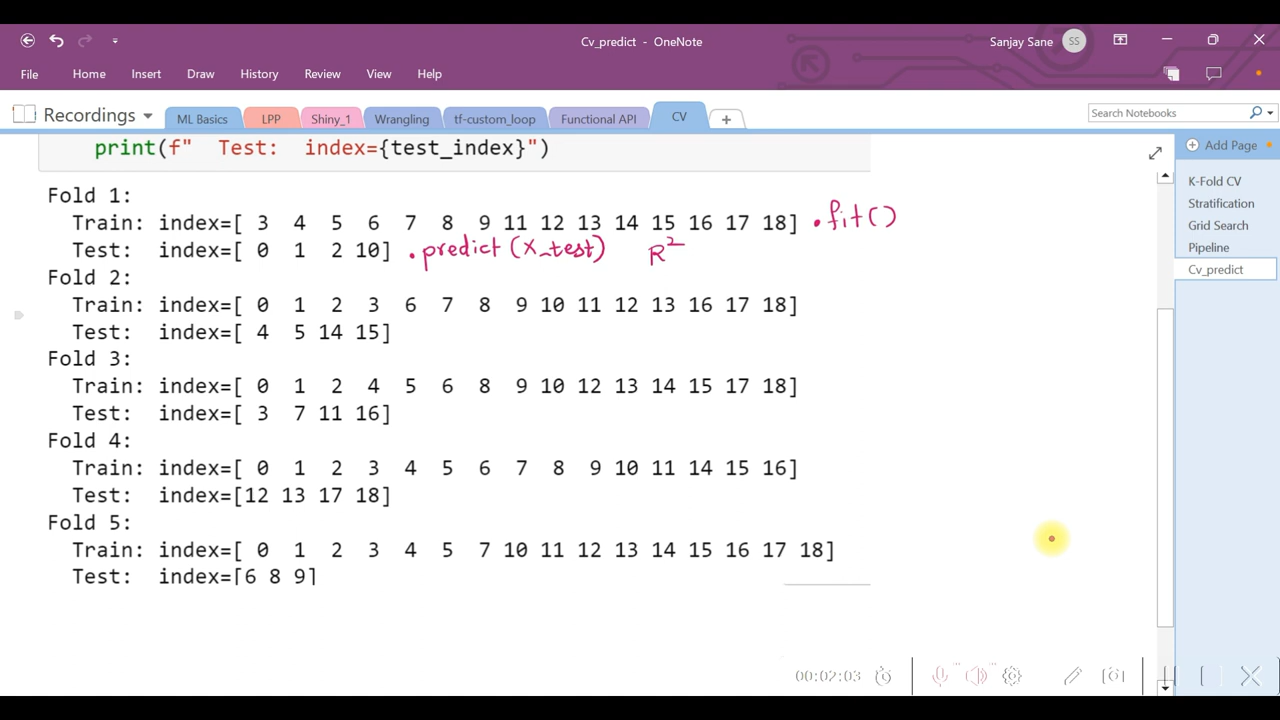 Cv_predict - OneNote
Sanjay Sane SS
File Home Insert Draw History Review View Help
Recordings ML Basics LPP Shiny_1 Wrangling tf-custom_loop Functional API CV Search Notebooks
Add Page
K-Fold CV
Stratification
Grid Search
Pipeline
Cv_predict
print(f"  Test:  index={test_index}")
Fold 1:
Train: index=[ 3 4 5 6 7 8 9 11 12 13 14 15 16 17 18] .fit()
Test: index=[ 0 1 2 10] .predict(X_test) R²
Fold 2:
Train: index=[ 0 1 2 3 6 7 8 9 10 11 12 13 16 17 18]
Test: index=[ 4 5 14 15]
Fold 3:
Train: index=[ 0 1 2 4 5 6 8 9 10 12 13 14 15 17 18]
Test: index=[ 3 7 11 16]
Fold 4:
Train: index=[ 0 1 2 3 4 5 6 7 8 9 10 11 14 15 16]
Test: index=[12 13 17 18]
Fold 5:
Train: index=[ 0 1 2 3 4 5 7 10 11 12 13 14 15 16 17 18]
Test: index=[6 8 9]
00:02:03